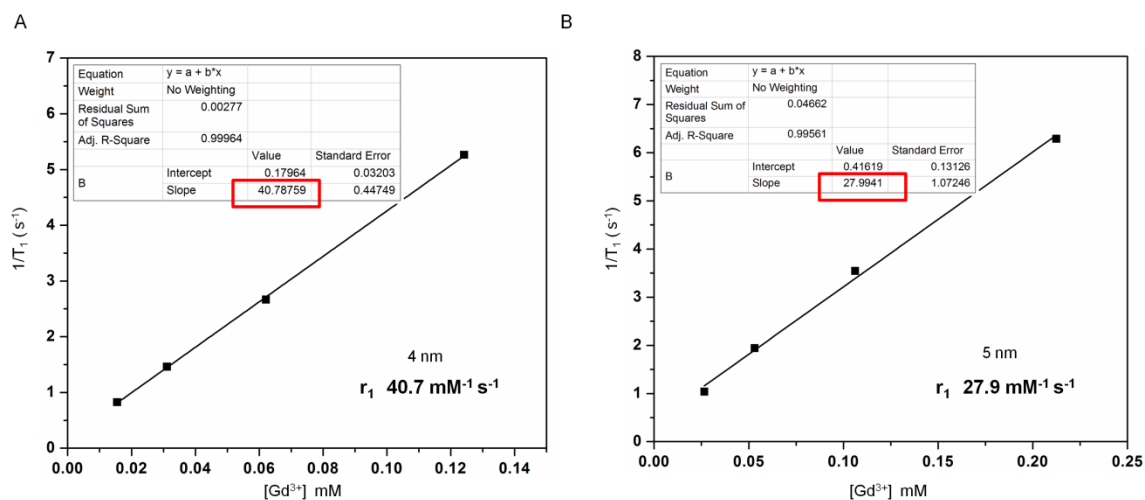 A
7
6
5
4
3
2
1
0
1/T₁ (s⁻¹)
Equation y = a + b*x
Weight No Weighting
Residual Sum of Squares 0.00277
Adj. R-Square 0.99964
Value Standard Error
B Intercept 0.17964 0.03203
Slope 40.78759 0.44749
4 nm
r₁ 40.7 mM⁻¹ s⁻¹
0.00 0.02 0.04 0.06 0.08 0.10 0.12 0.14
[Gd³⁺] mM
B
8
7
6
5
4
3
2
1
0
1/T₁ (s⁻¹)
Equation y = a + b*x
Weight No Weighting
Residual Sum of Squares 0.04662
Adj. R-Square 0.99561
Value Standard Error
B Intercept 0.41619 0.13126
Slope 27.9941 1.07246
5 nm
r₁ 27.9 mM⁻¹ s⁻¹
0.00 0.05 0.10 0.15 0.20 0.25
[Gd³⁺] mM